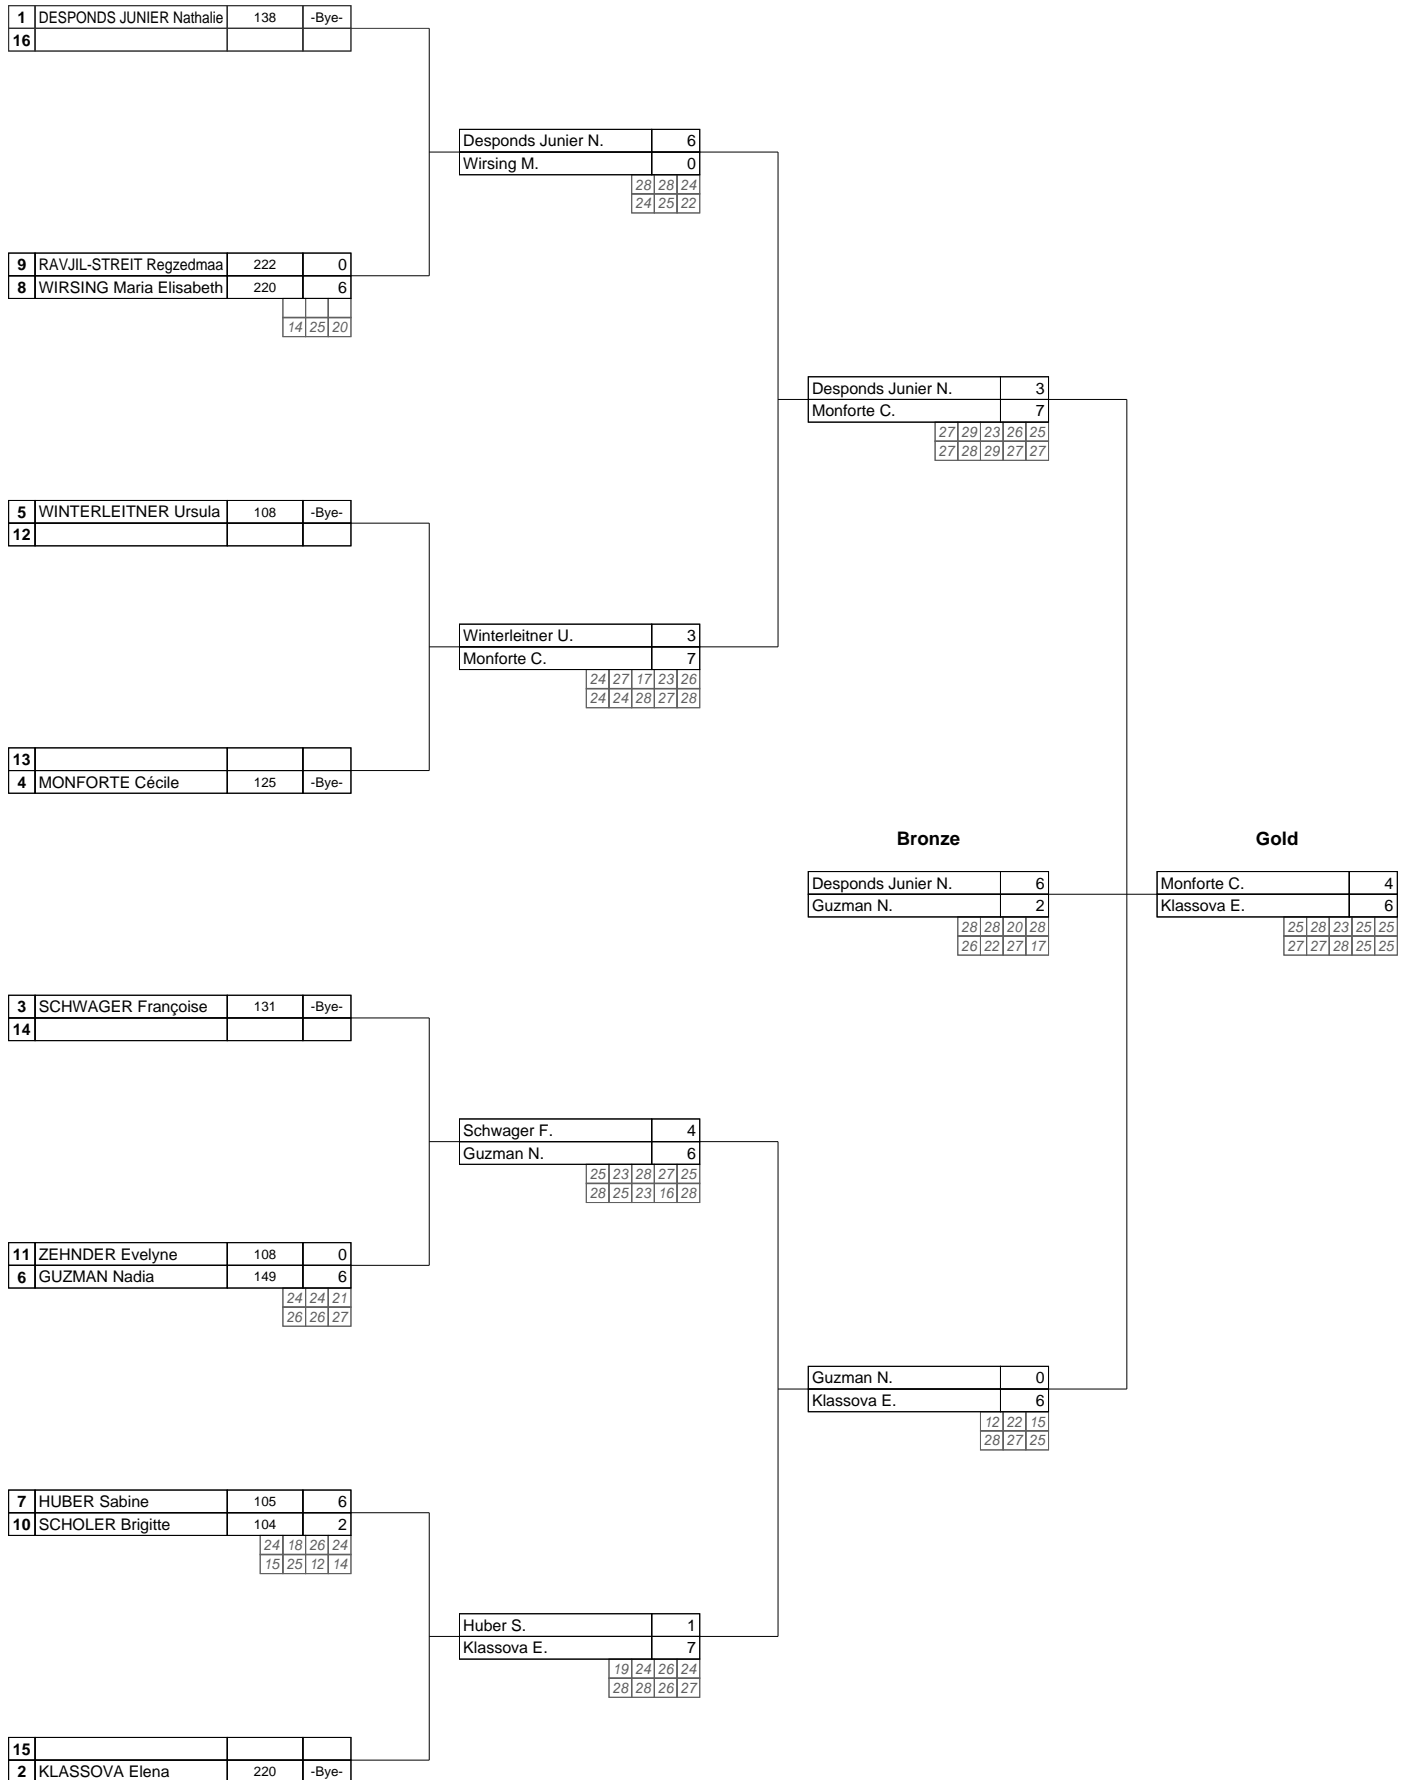 1 DESPONDS JUNIER Nathalie 138 -Bye-
16
Desponds Junier N. 6
Wirsing M. 0
28 28 24
24 25 22
9 RAVJIL-STREIT Regzedmaa 222 0
8 WIRSING Maria Elisabeth 220 6
14 25 20
Desponds Junier N. 3
Monforte C. 7
27 29 23 26 25
27 28 29 27 27
5 WINTERLEITNER Ursula 108 -Bye-
12
Winterleitner U. 3
Monforte C. 7
24 27 17 23 26
24 24 28 27 28
13
4 MONFORTE Cécile 125 -Bye-
Bronze Gold
Desponds Junier N. 6 Monforte C. 4
Guzman N. 2 Klassova E. 6
28 28 20 28 25 28 23 25 25
26 22 27 17 27 27 28 25 25
3 SCHWAGER Françoise 131 -Bye-
14
Schwager F. 4
Guzman N. 6
25 23 28 27 25
28 25 23 16 28
11 ZEHNDER Evelyne 108 0
6 GUZMAN Nadia 149 6
24 24 21
26 26 27
Guzman N. 0
Klassova E. 6
12 22 15
28 27 25
7 HUBER Sabine 105 6
10 SCHOLER Brigitte 104 2
24 18 26 24
15 25 12 14
Huber S. 1
Klassova E. 7
19 24 26 24
28 28 26 27
15
2 KLASSOVA Elena 220 -Bye-